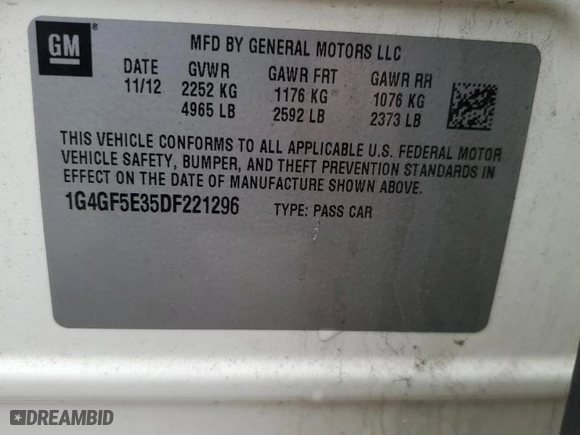 GM
MFD BY GENERAL MOTORS LLC
DATE GVWR GAWR FRT GAWR RR
11/12 2252 KG 1176 KG 1076 KG
4965 LB 2592 LB 2373 LB
THIS VEHICLE CONFORMS TO ALL APPLICABLE U.S. FEDERAL MOTOR
VEHICLE SAFETY, BUMPER, AND THEFT PREVENTION STANDARDS IN
EFFECT ON THE DATE OF MANUFACTURE SHOWN ABOVE.
1G4GF5E35DF221296 TYPE: PASS CAR
DREAMBID